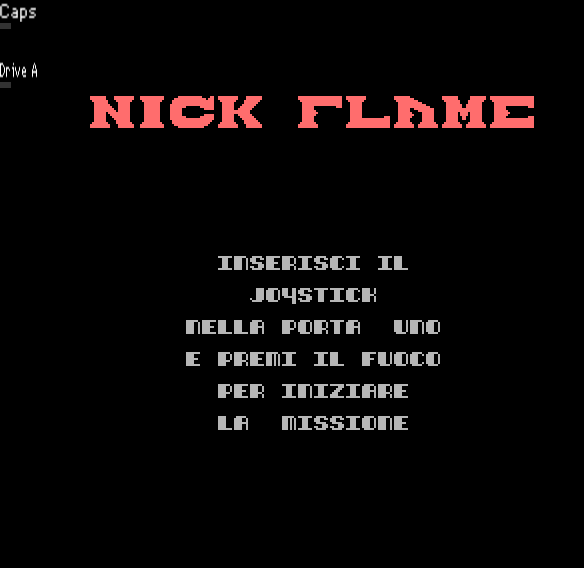 Caps
Drive A
NICK FLAME
INSERISCI IL
JOYSTICK
NELLA PORTA UNO
E PREMI IL FUOCO
PER INIZIARE
LA MISSIONE